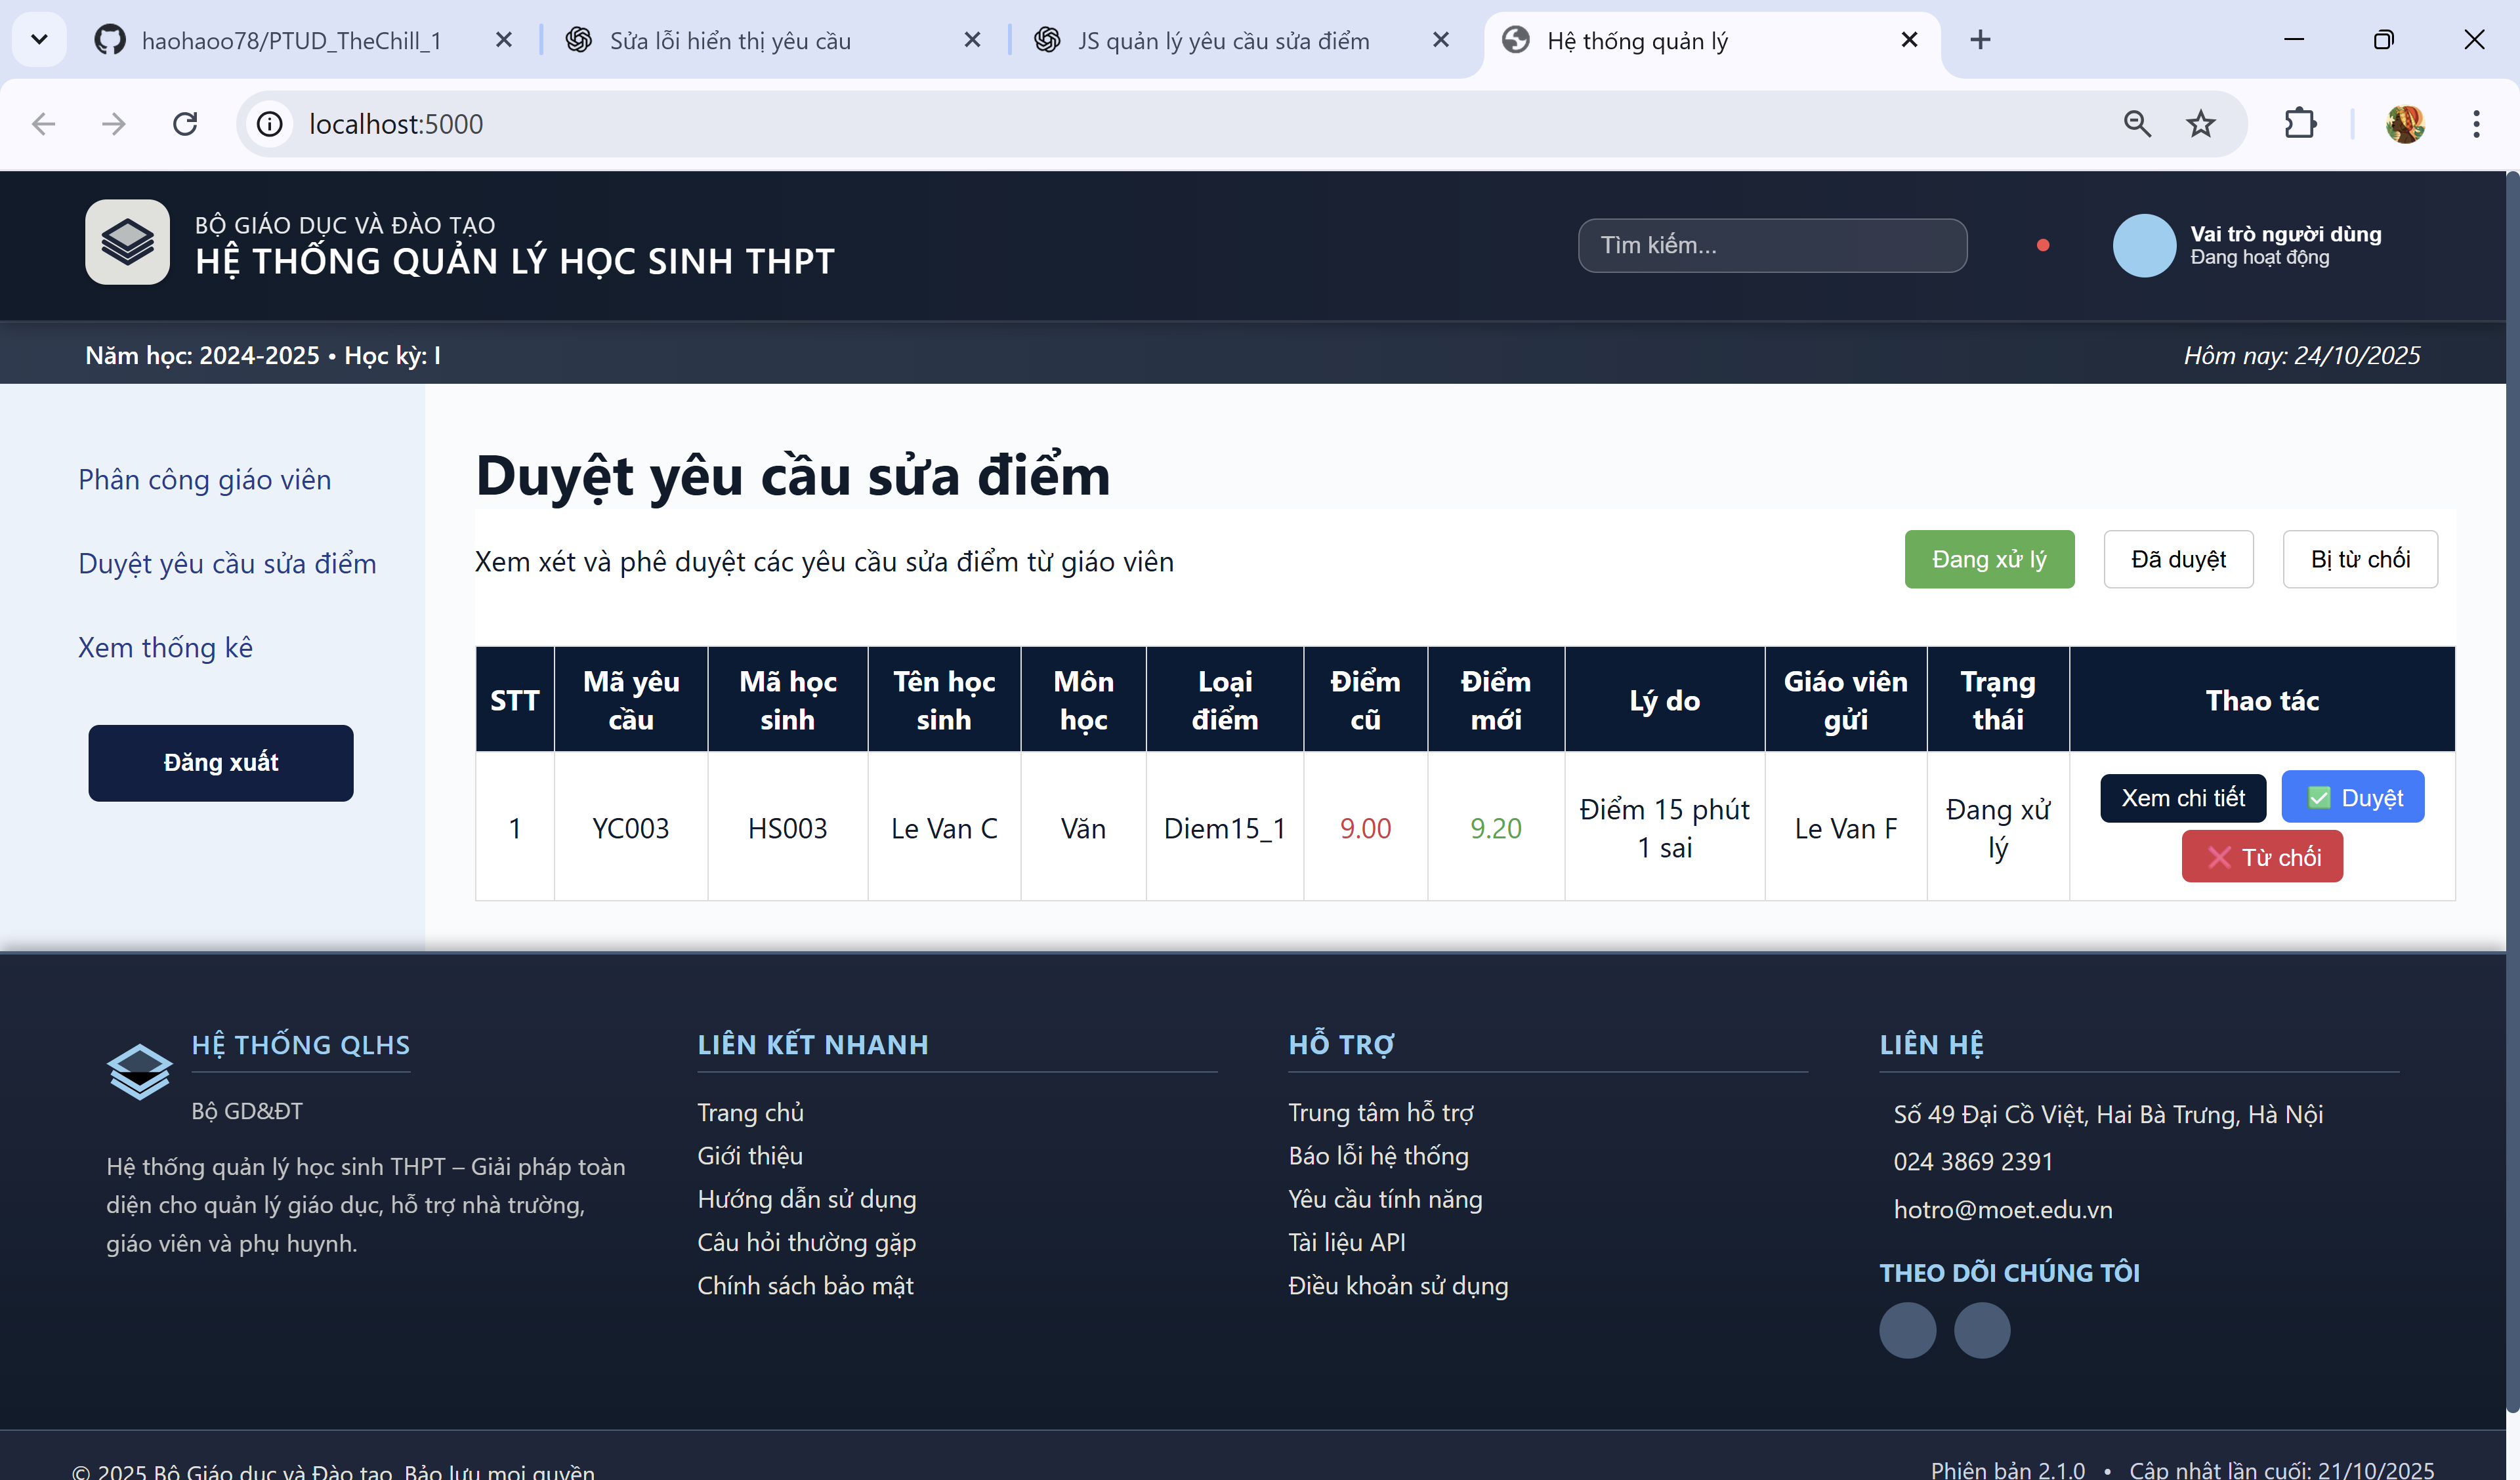 haohaoo78/PTUD_TheChill_1
Sửa lỗi hiển thị yêu cầu
JS quản lý yêu cầu sửa điểm
Hệ thống quản lý
localhost:5000
BỘ GIÁO DỤC VÀ ĐÀO TẠO
HỆ THỐNG QUẢN LÝ HỌC SINH THPT
Tìm kiếm...
Vai trò người dùng
Đang hoạt động
Năm học: 2024-2025 • Học kỳ: I
Hôm nay: 24/10/2025
Phân công giáo viên
Duyệt yêu cầu sửa điểm
Xem thống kê
Đăng xuất
Duyệt yêu cầu sửa điểm
Xem xét và phê duyệt các yêu cầu sửa điểm từ giáo viên
Đang xử lý
Đã duyệt
Bị từ chối
STT
Mã yêu
cầu
Mã học
sinh
Tên học
sinh
Môn
học
Loại
điểm
Điểm
cũ
Điểm
mới
Lý do
Giáo viên
gửi
Trạng
thái
Thao tác
1
YC003
HS003
Le Van C
Văn
Diem15_1
9.00
9.20
Điểm 15 phút
1 sai
Le Van F
Đang xử
lý
Xem chi tiết
✅ Duyệt
❌ Từ chối
HỆ THỐNG QLHS
Bộ GD&ĐT
Hệ thống quản lý học sinh THPT – Giải pháp toàn
diện cho quản lý giáo dục, hỗ trợ nhà trường,
giáo viên và phụ huynh.
LIÊN KẾT NHANH
Trang chủ
Giới thiệu
Hướng dẫn sử dụng
Câu hỏi thường gặp
Chính sách bảo mật
HỖ TRỢ
Trung tâm hỗ trợ
Báo lỗi hệ thống
Yêu cầu tính năng
Tài liệu API
Điều khoản sử dụng
LIÊN HỆ
Số 49 Đại Cồ Việt, Hai Bà Trưng, Hà Nội
024 3869 2391
hotro@moet.edu.vn
THEO DÕI CHÚNG TÔI
© 2025 Bộ Giáo dục và Đào tạo. Bảo lưu mọi quyền.
Phiên bản 2.1.0 • Cập nhật lần cuối: 21/10/2025